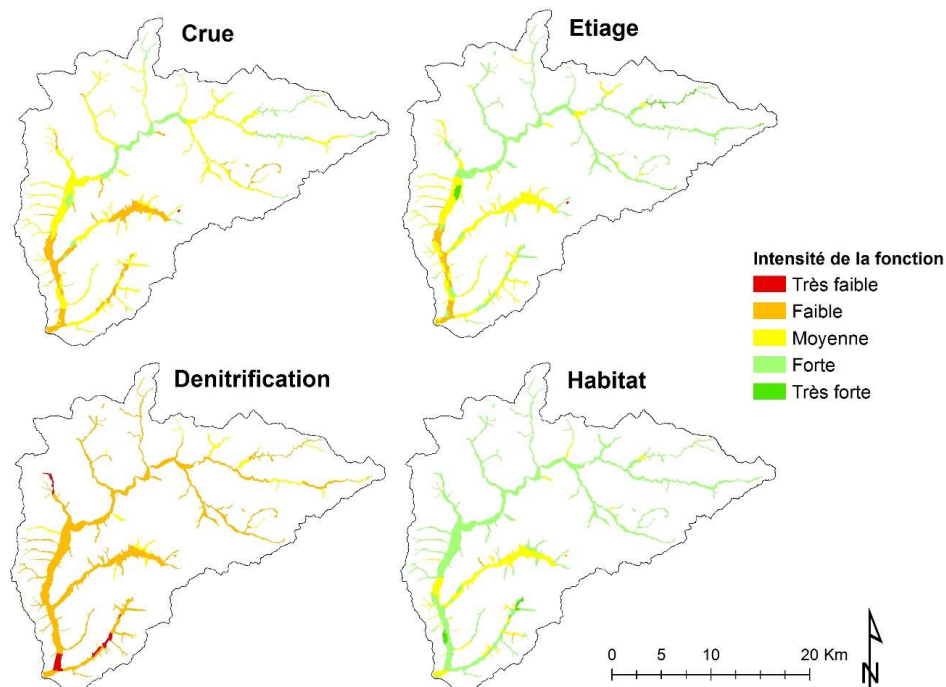 Crue
Etiage
Intensité de la fonction
Très faible
Faible
Moyenne
Forte
Très forte
Denitrification
Habitat
0 5 10 20 Km
N